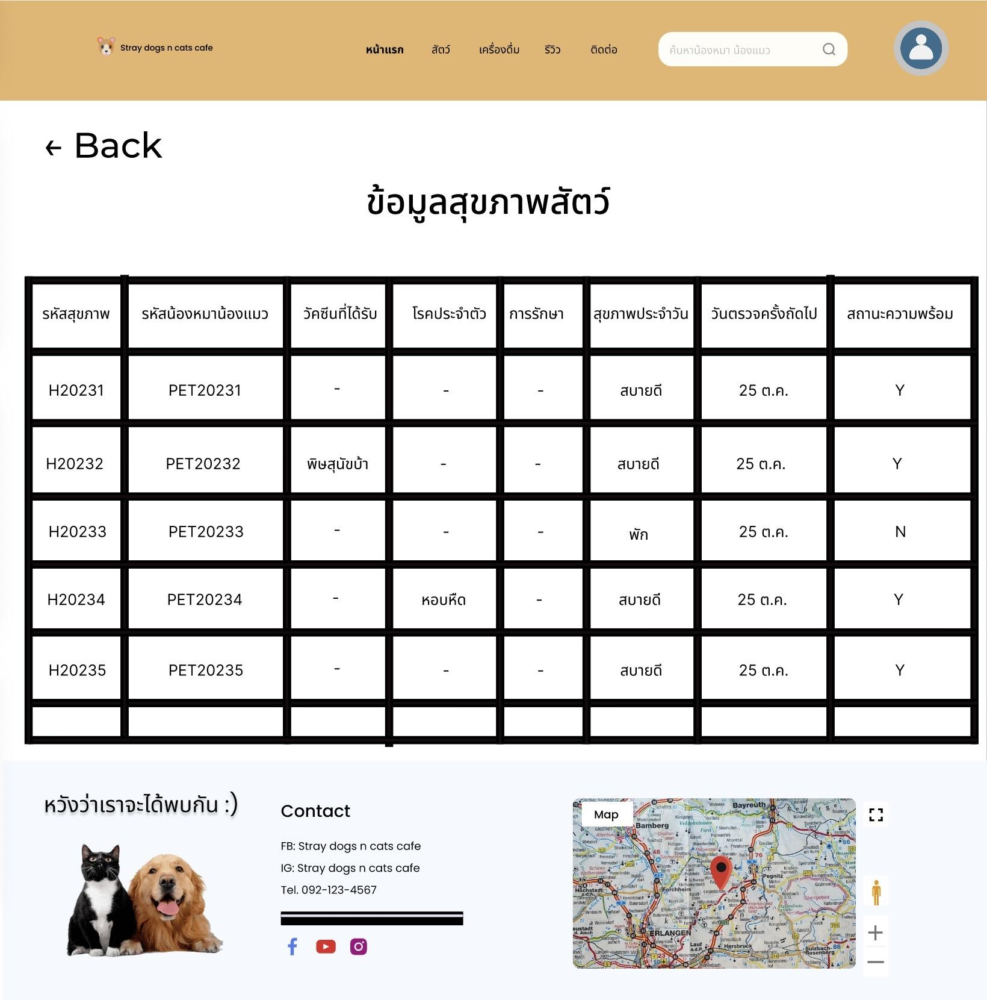 Stray dogs n cats cafe
หน้าแรก สัตว์ เครื่องดื่ม รีวิว ติดต่อ
ค้นหาน้องหมา น้องแมว
← Back
ข้อมูลสุขภาพสัตว์
รหัสสุขภาพ รหัสน้องหมาน้องแมว วัคซีนที่ได้รับ โรคประจำตัว การรักษา สุขภาพประจำวัน วันตรวจครั้งถัดไป สถานะความพร้อม
H20231 PET20231 - - - สบายดี 25 ต.ค. Y
H20232 PET20232 พิษสุนัขบ้า - - สบายดี 25 ต.ค. Y
H20233 PET20233 - - - พัก 25 ต.ค. N
H20234 PET20234 - หอบหืด - สบายดี 25 ต.ค. Y
H20235 PET20235 - - - สบายดี 25 ต.ค. Y
หวังว่าเราจะได้พบกัน :)
Contact
FB: Stray dogs n cats cafe
IG: Stray dogs n cats cafe
Tel. 092-123-4567
Map
Bayreuth
Bamberg
Forchheim
Pegnitz
ERLANGEN
Lauf
Hersbruck
Sulzbach-
Rosenberg